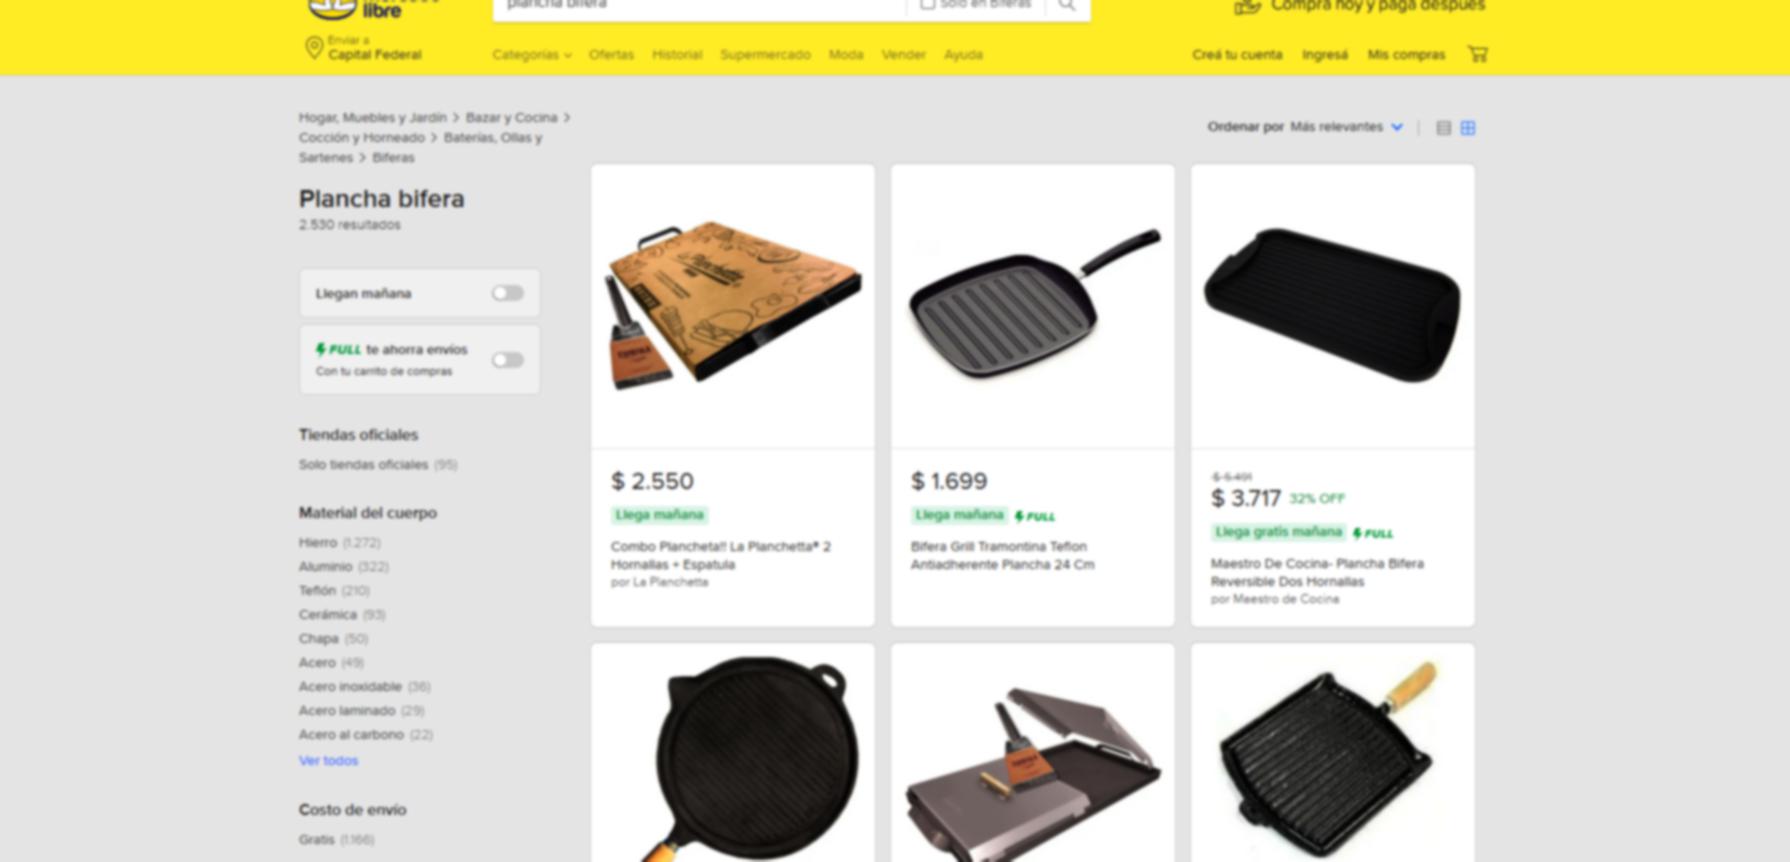 libre
plancha bifera
Solo en Biferas
Compra hoy y paga después
Enviar a
Capital Federal
Categorías
Ofertas
Historial
Supermercado
Moda
Vender
Ayuda
Creá tu cuenta
Ingresá
Mis compras
Hogar, Muebles y Jardín > Bazar y Cocina >
Cocción y Horneado > Baterías, Ollas y
Sartenes > Biferas
Ordenar por Más relevantes
Plancha bifera
2.530 resultados
Llegan mañana
FULL te ahorra envíos
Con tu carrito de compras
Tiendas oficiales
Solo tiendas oficiales (95)
Material del cuerpo
Hierro (1.272)
Aluminio (322)
Teflón (210)
Cerámica (93)
Chapa (50)
Acero (49)
Acero inoxidable (36)
Acero laminado (29)
Acero al carbono (22)
Ver todos
Costo de envío
Gratis (1.166)
$ 2.550
Llega mañana
Combo Plancheta!! La Planchetta® 2
Hornallas + Espatula
por La Planchetta
$ 1.699
Llega mañana FULL
Bifera Grill Tramontina Teflon
Antiadherente Plancha 24 Cm
$ 5.491
$ 3.717 32% OFF
Llega gratis mañana FULL
Maestro De Cocina- Plancha Bifera
Reversible Dos Hornallas
por Maestro de Cocina